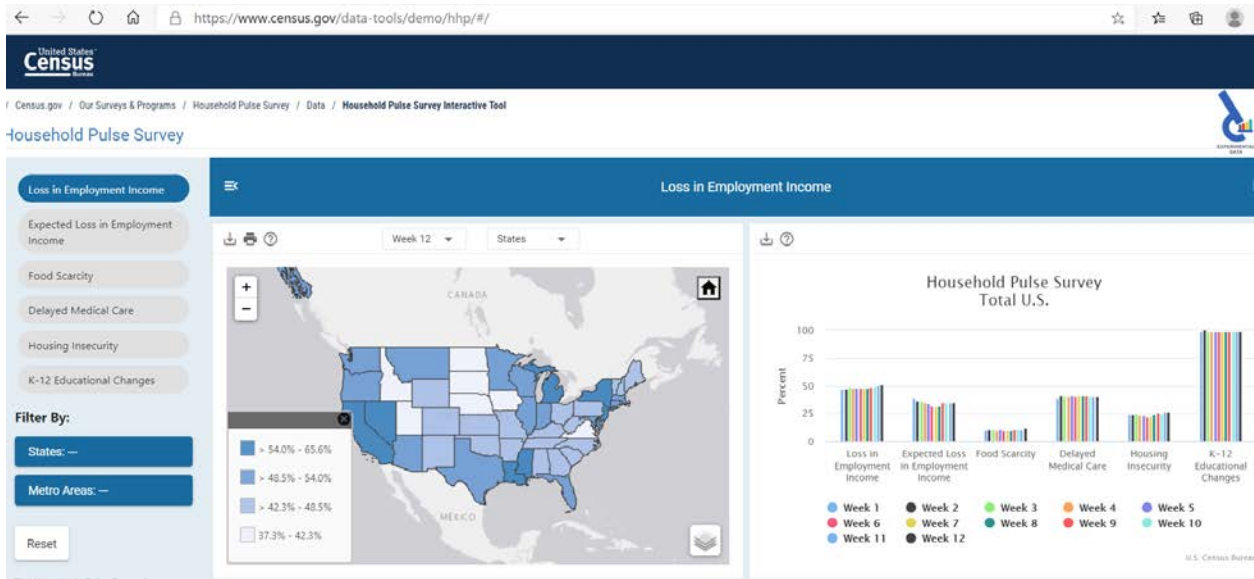 https://www.census.gov/data-tools/demo/hhp/#/
United States®
Census
Bureau
/ Census.gov / Our Surveys & Programs / Household Pulse Survey / Data / Household Pulse Survey Interactive Tool
Household Pulse Survey
EXPERIMENTAL
DATA
Loss in Employment Income
Expected Loss in Employment
Income
Food Scarcity
Delayed Medical Care
Housing Insecurity
K-12 Educational Changes
Filter By:
States: —
Metro Areas: —
Reset
Loss in Employment Income
Week 12
States
+
−
CANADA
MÉXICO
> 54.0% - 65.6%
> 48.5% - 54.0%
> 42.3% - 48.5%
37.3% - 42.3%
Household Pulse Survey
Total U.S.
Percent
100
75
50
25
0
Loss in
Employment
Income
Expected Loss
in Employment
Income
Food Scarcity
Delayed
Medical Care
Housing
Insecurity
K-12
Educational
Changes
Week 1 Week 2 Week 3 Week 4 Week 5
Week 6 Week 7 Week 8 Week 9 Week 10
Week 11 Week 12
U.S. Census Bureau